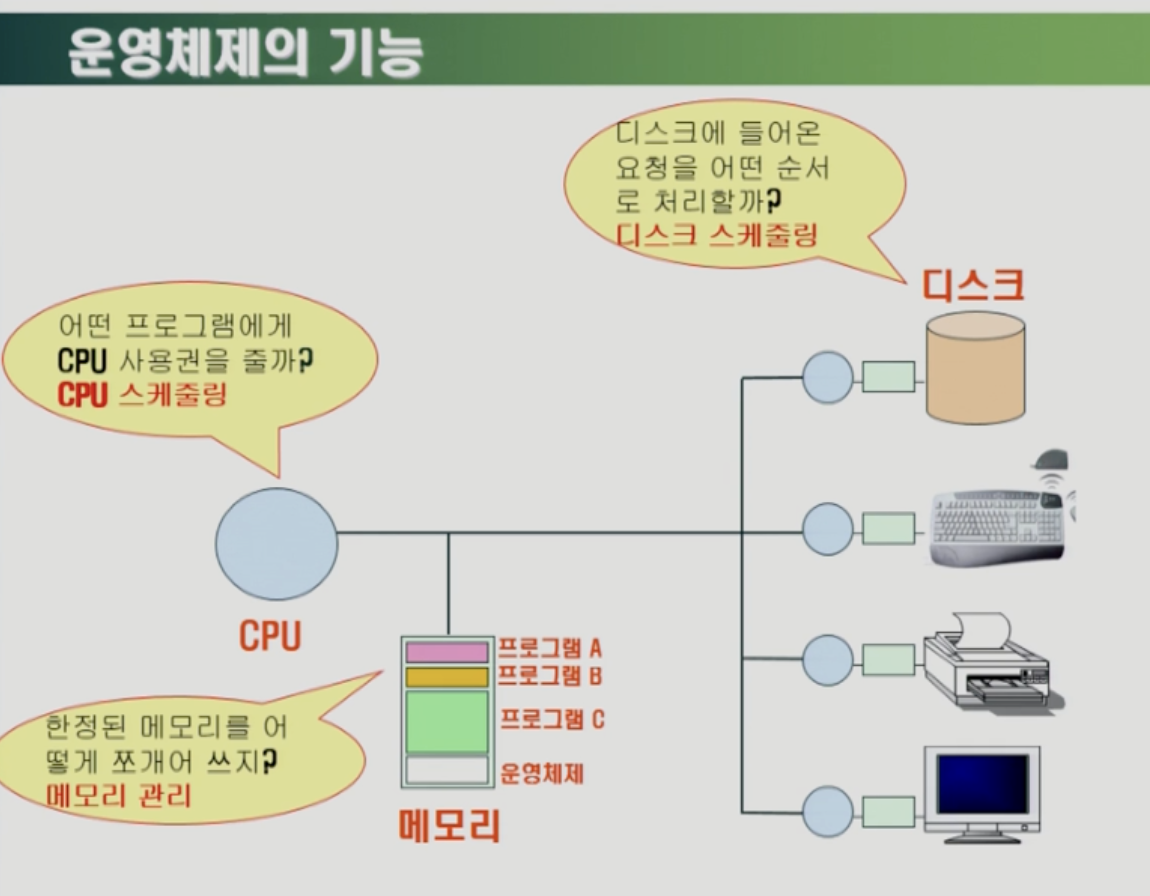 운영체제의 기능
디스크에 들어온
요청을 어떤 순서
로 처리할까?
디스크 스케줄링
디스크
어떤 프로그램에게
CPU 사용권을 줄까?
CPU 스케줄링
CPU
프로그램 A
프로그램 B
프로그램 C
운영체제
메모리
한정된 메모리를 어
떻게 쪼개어 쓰지?
메모리 관리